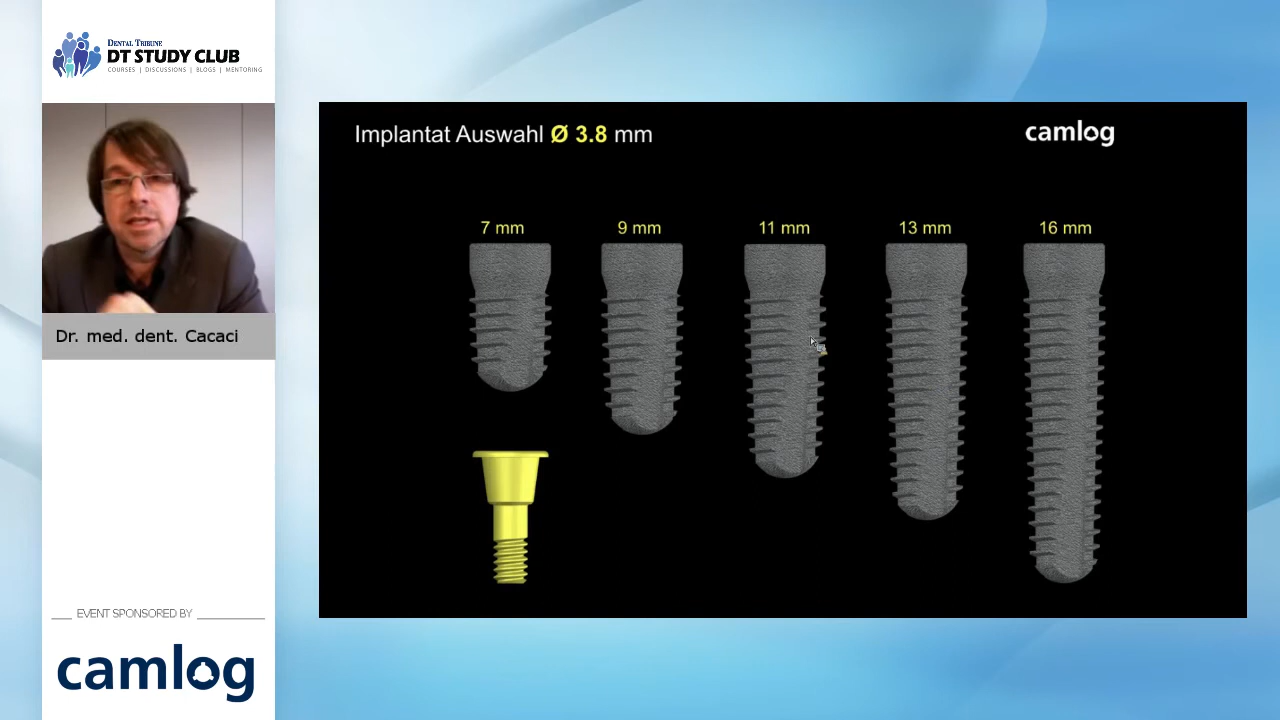 DENTAL TRIBUNE
DT STUDY CLUB
COURSES | DISCUSSIONS | BLOGS | MENTORING
Dr. med. dent. Cacaci
EVENT SPONSORED BY
camlog
Implantat Auswahl Ø 3.8 mm
camlog
7 mm 9 mm 11 mm 13 mm 16 mm